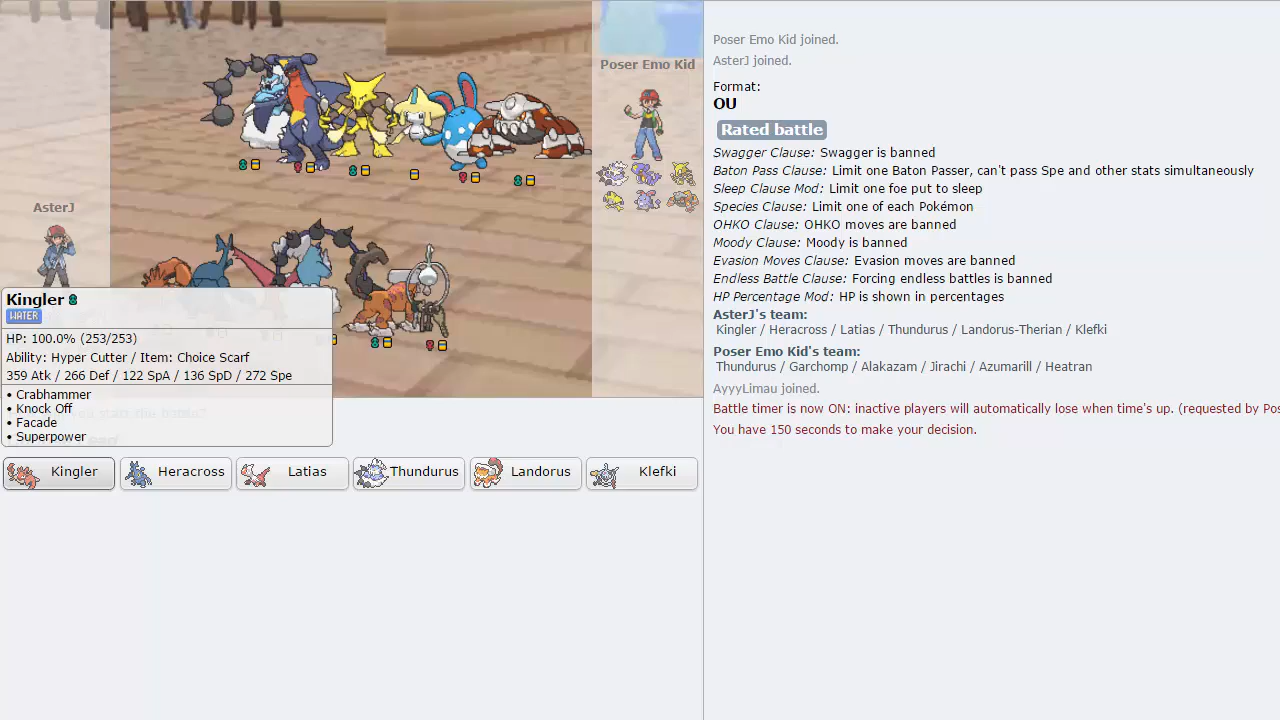 Poser Emo Kid
AsterJ
Kingler
WATER
HP: 100.0% (253/253)
Ability: Hyper Cutter / Item: Choice Scarf
359 Atk / 266 Def / 122 SpA / 136 SpD / 272 Spe
• Crabhammer
• Knock Off
• Facade
• Superpower
Kingler
Heracross
Latias
Thundurus
Landorus
Klefki
Poser Emo Kid joined.
AsterJ joined.
Format:
OU
Rated battle
Swagger Clause: Swagger is banned
Baton Pass Clause: Limit one Baton Passer, can't pass Spe and other stats simultaneously
Sleep Clause Mod: Limit one foe put to sleep
Species Clause: Limit one of each Pokémon
OHKO Clause: OHKO moves are banned
Moody Clause: Moody is banned
Evasion Moves Clause: Evasion moves are banned
Endless Battle Clause: Forcing endless battles is banned
HP Percentage Mod: HP is shown in percentages
AsterJ's team:
Kingler / Heracross / Latias / Thundurus / Landorus-Therian / Klefki
Poser Emo Kid's team:
Thundurus / Garchomp / Alakazam / Jirachi / Azumarill / Heatran
AyyyLimau joined.
Battle timer is now ON: inactive players will automatically lose when time's up. (requested by Pos
You have 150 seconds to make your decision.